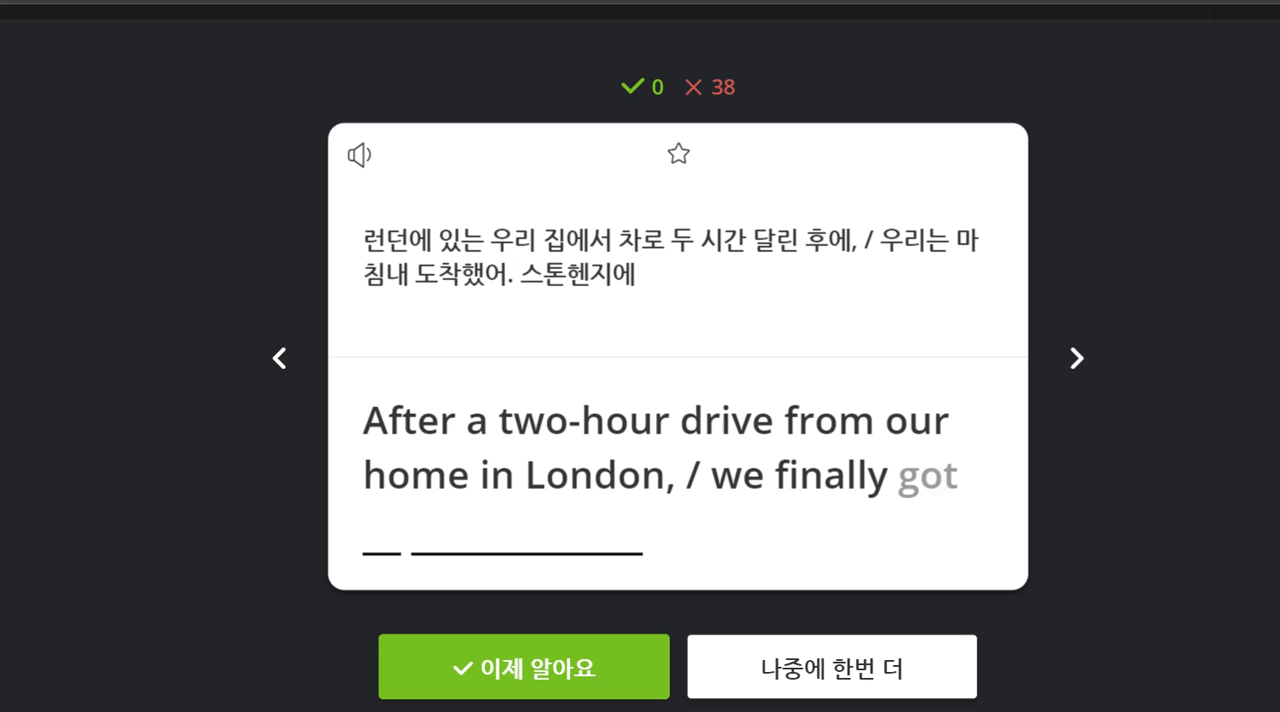 0 38
런던에 있는 우리 집에서 차로 두 시간 달린 후에, / 우리는 마
침내 도착했어. 스톤헨지에
After a two-hour drive from our
home in London, / we finally got
이제 알아요 나중에 한번 더